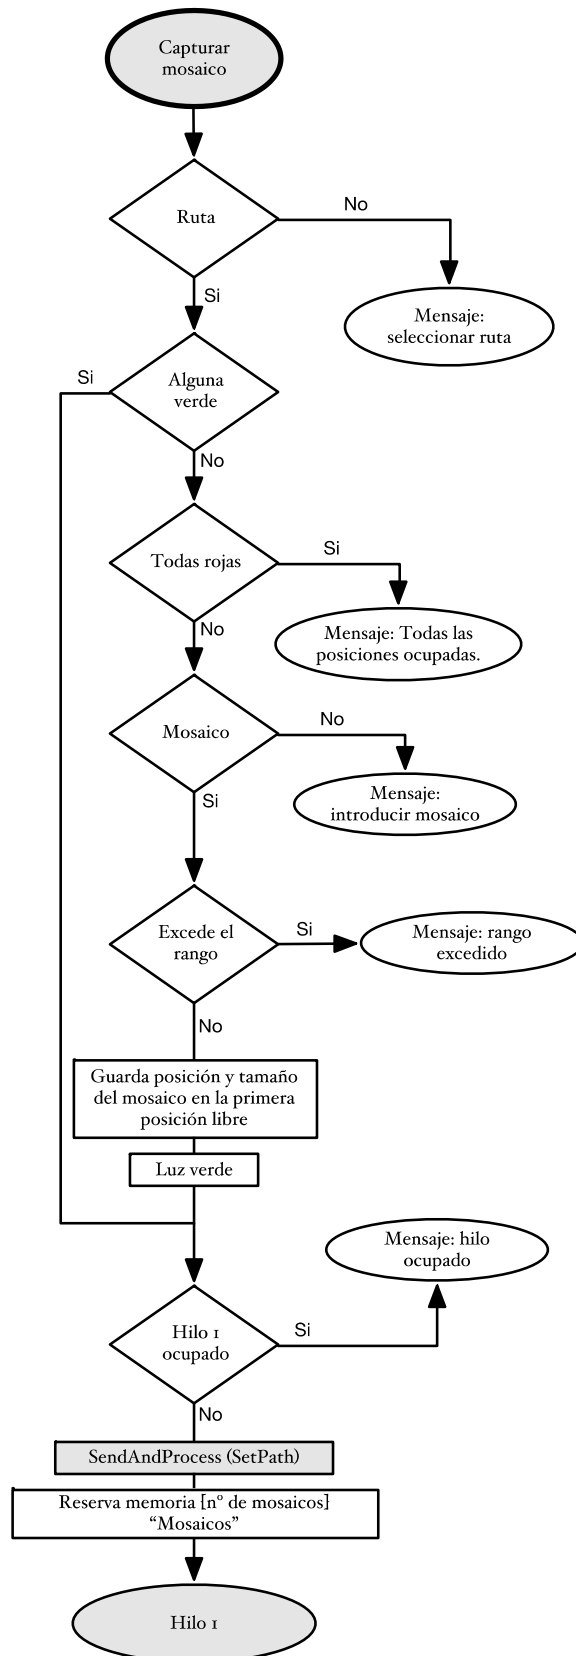 Capturar
mosaico
Ruta
No
Si
Mensaje:
seleccionar ruta
Alguna
verde
Si
No
Todas rojas
Si
No
Mensaje: Todas las
posiciones ocupadas.
Mosaico
No
Si
Mensaje:
introducir mosaico
Excede el
rango
Si
Mensaje: rango
excedido
No
Guarda posición y tamaño
del mosaico en la primera
posición libre
Luz verde
Mensaje: hilo
ocupado
Hilo 1
ocupado
Si
No
SendAndProcess (SetPath)
Reserva memoria [nº de mosaicos]
“Mosaicos”
Hilo 1